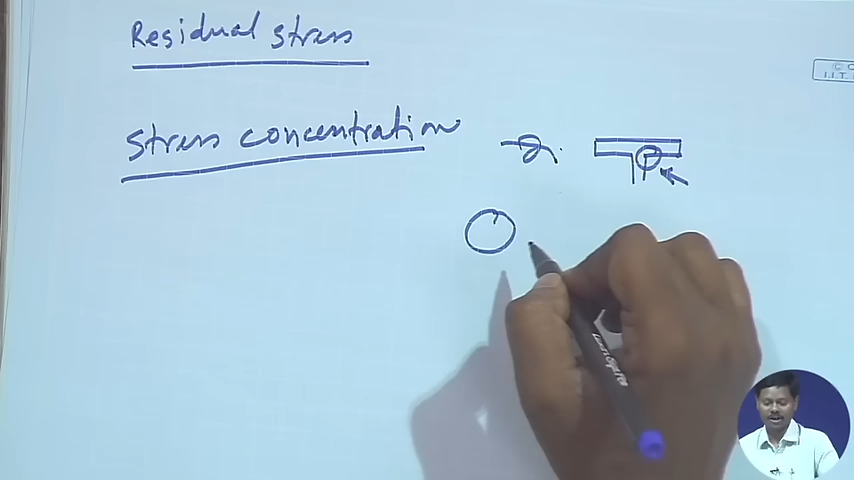 Residual stress
stress concentration
© C
I.I.T.